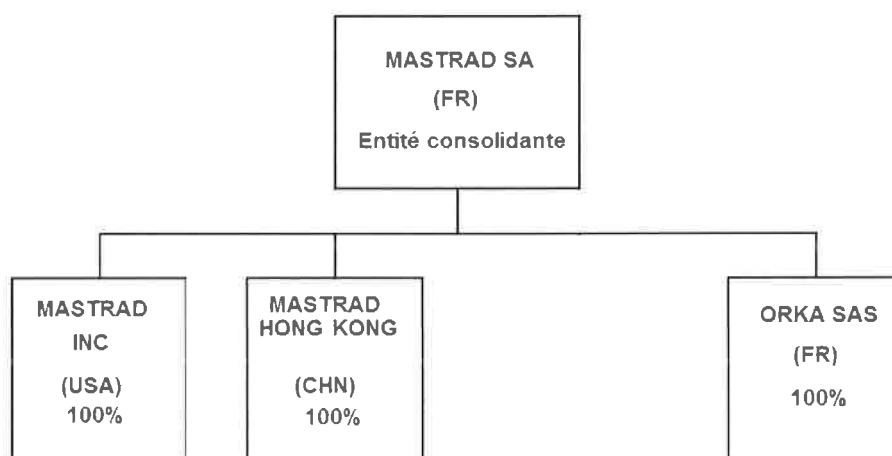 MASTRAD SA
(FR)
Entité consolidante
MASTRAD
INC
(USA)
100%
MASTRAD
HONG KONG
(CHN)
100%
ORKA SAS
(FR)
100%